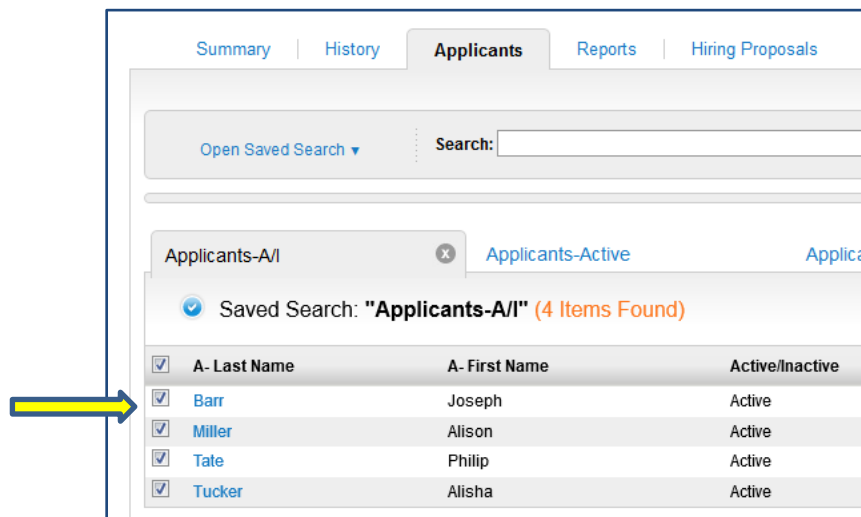 Summary History Applicants Reports Hiring Proposals
Open Saved Search ▼ Search:
Applicants-A/I Applicants-Active
Saved Search: "Applicants-A/I" (4 Items Found)
A- Last Name A- First Name Active/Inactive
Barr Joseph Active
Miller Alison Active
Tate Philip Active
Tucker Alisha Active